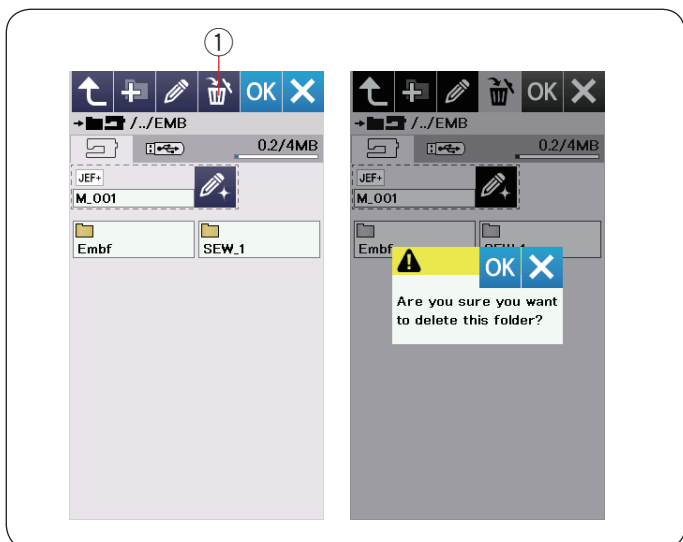 1
OK
→ /../EMB
0.2/4MB
JEF+
M_001
Embf
SEW_1
OK
→ /../EMB
0.2/4MB
JEF+
M_001
Embf
SEW_1
OK
Are you sure you want
to delete this folder?